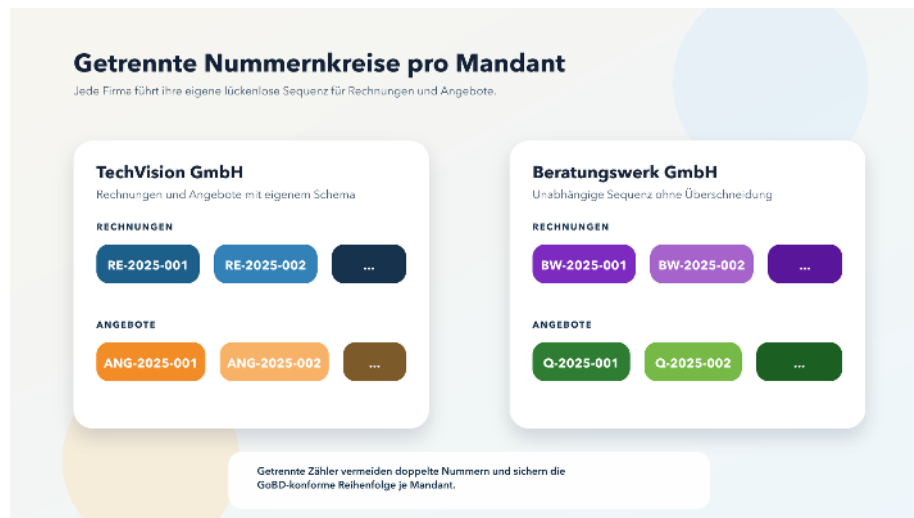 Getrennte Nummernkreise pro Mandant
Jede Firma führt ihre eigene lückenlose Sequenz für Rechnungen und Angebote.
TechVision GmbH
Rechnungen und Angebote mit eigenem Schema
RECHNUNGEN
RE-2025-001 RE-2025-002 ...
ANGEBOTE
ANG-2025-001 ANG-2025-002 ...
Beratungswerk GmbH
Unabhängige Sequenz ohne Überschneidung
RECHNUNGEN
BW-2025-001 BW-2025-002 ...
ANGEBOTE
Q-2025-001 Q-2025-002 ...
Getrennte Zähler vermeiden doppelte Nummern und sichern die
GoBD-konforme Reihenfolge je Mandant.